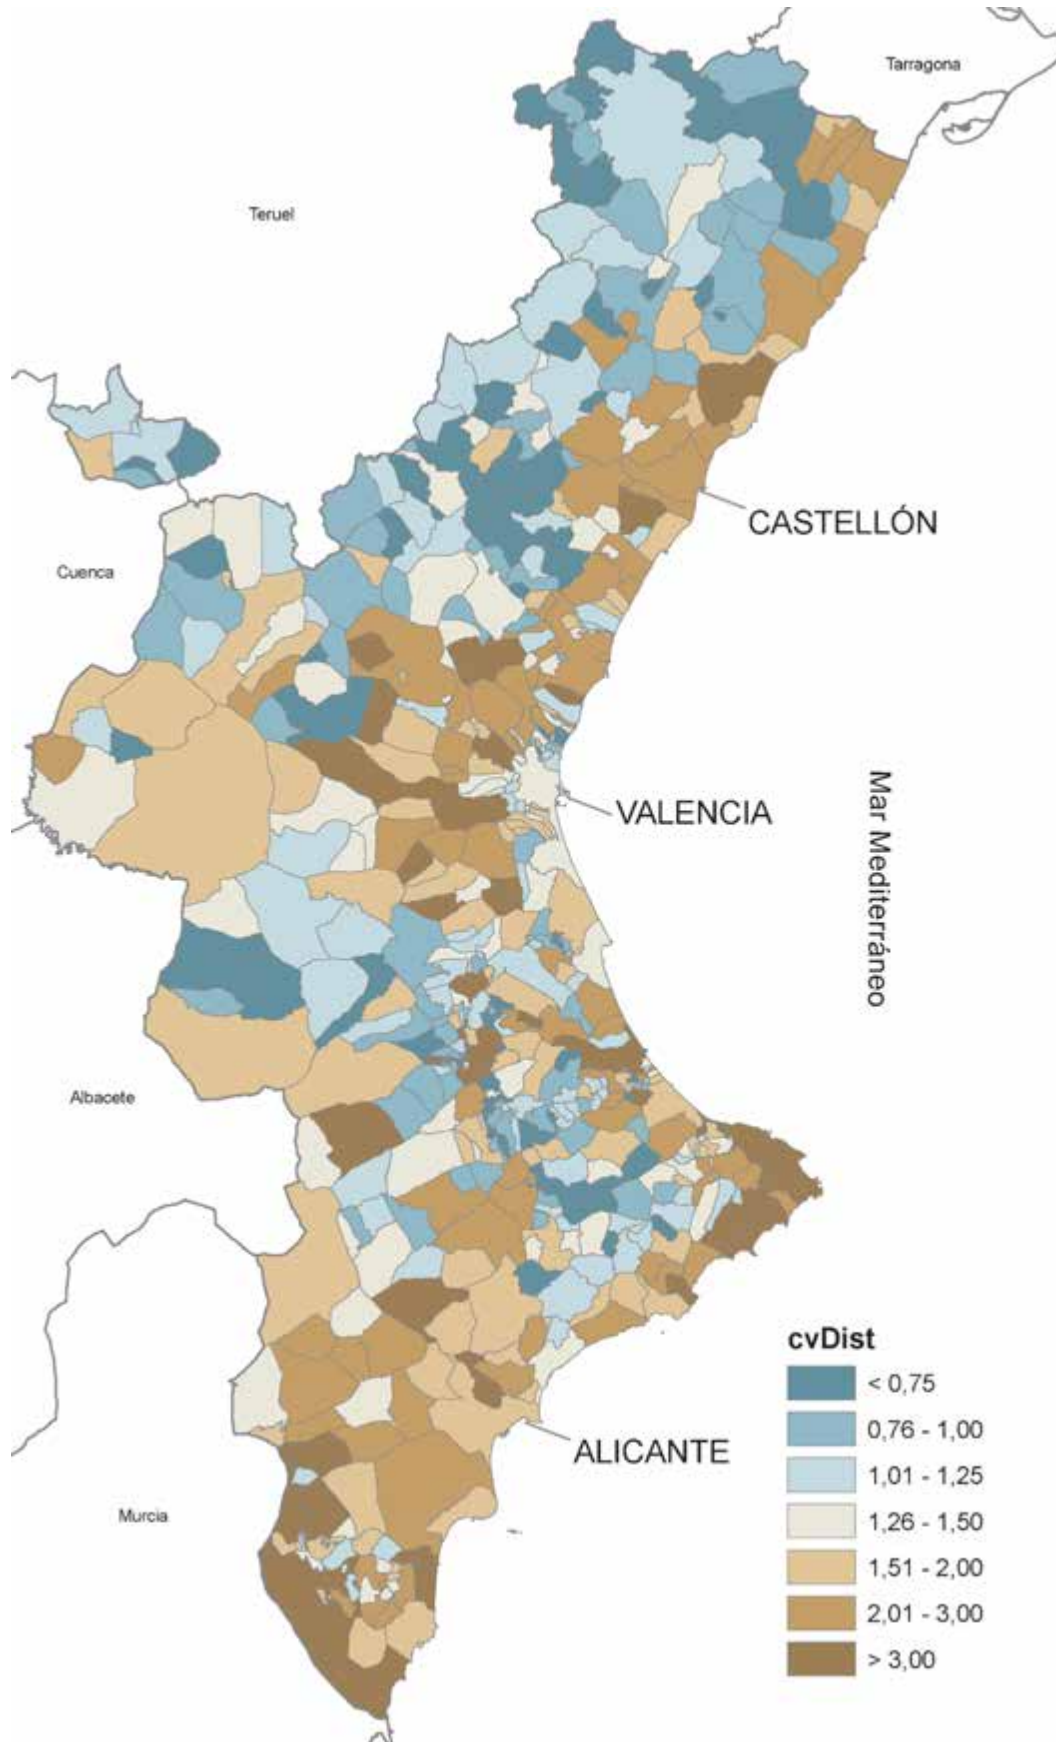 Tarragona
Teruel
CASTELLÓN
Cuenca
VALENCIA
Mar Mediterráneo
Albacete
cvDist
< 0,75
0,76 - 1,00
ALICANTE
1,01 - 1,25
Murcia
1,26 - 1,50
1,51 - 2,00
2,01 - 3,00
> 3,00